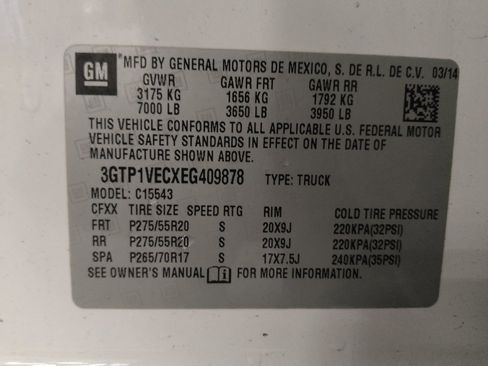 GM
*MFD BY GENERAL MOTORS DE MEXICO, S. DE R.L. DE C.V. 03/14
GVWR GAWR FRT GAWR RR
3175 KG 1656 KG 1792 KG
7000 LB 3650 LB 3950 LB
THIS VEHICLE CONFORMS TO ALL APPLICABLE U.S. FEDERAL MOTOR
VEHICLE SAFETY STANDARDS IN EFFECT ON THE DATE OF
MANUFACTURE SHOWN ABOVE.
3GTP1VECXEG409878 TYPE: TRUCK
MODEL: C15543
CFXX TIRE SIZE SPEED RTG RIM COLD TIRE PRESSURE
FRT P275/55R20 S 20X9J 220KPA(32PSI)
RR P275/55R20 S 20X9J 220KPA(32PSI)
SPA P265/70R17 S 17X7.5J 240KPA(35PSI)
SEE OWNER'S MANUAL FOR MORE INFORMATION